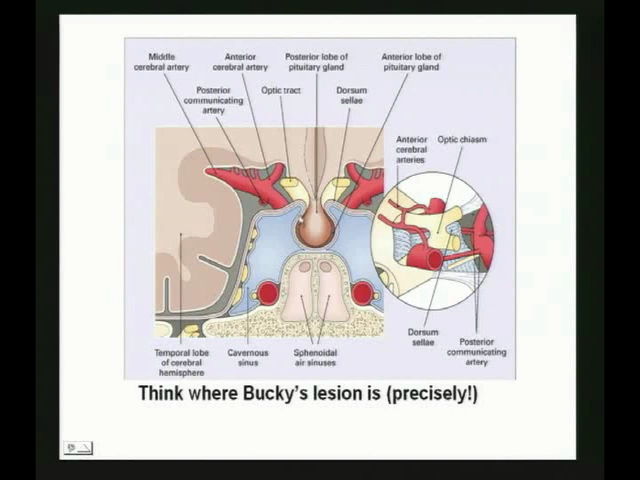 Middle
cerebral artery
Anterior
cerebral artery
Posterior lobe of
pituitary gland
Anterior lobe of
pituitary gland
Posterior
communicating
artery
Optic tract
Dorsum
sellae
Anterior
cerebral
arteries
Optic chiasm
Temporal lobe
of cerebral
hemisphere
Cavernous
sinus
Sphenoidal
air sinuses
Dorsum
sellae
Posterior
communicating
artery
Think where Bucky's lesion is (precisely!)